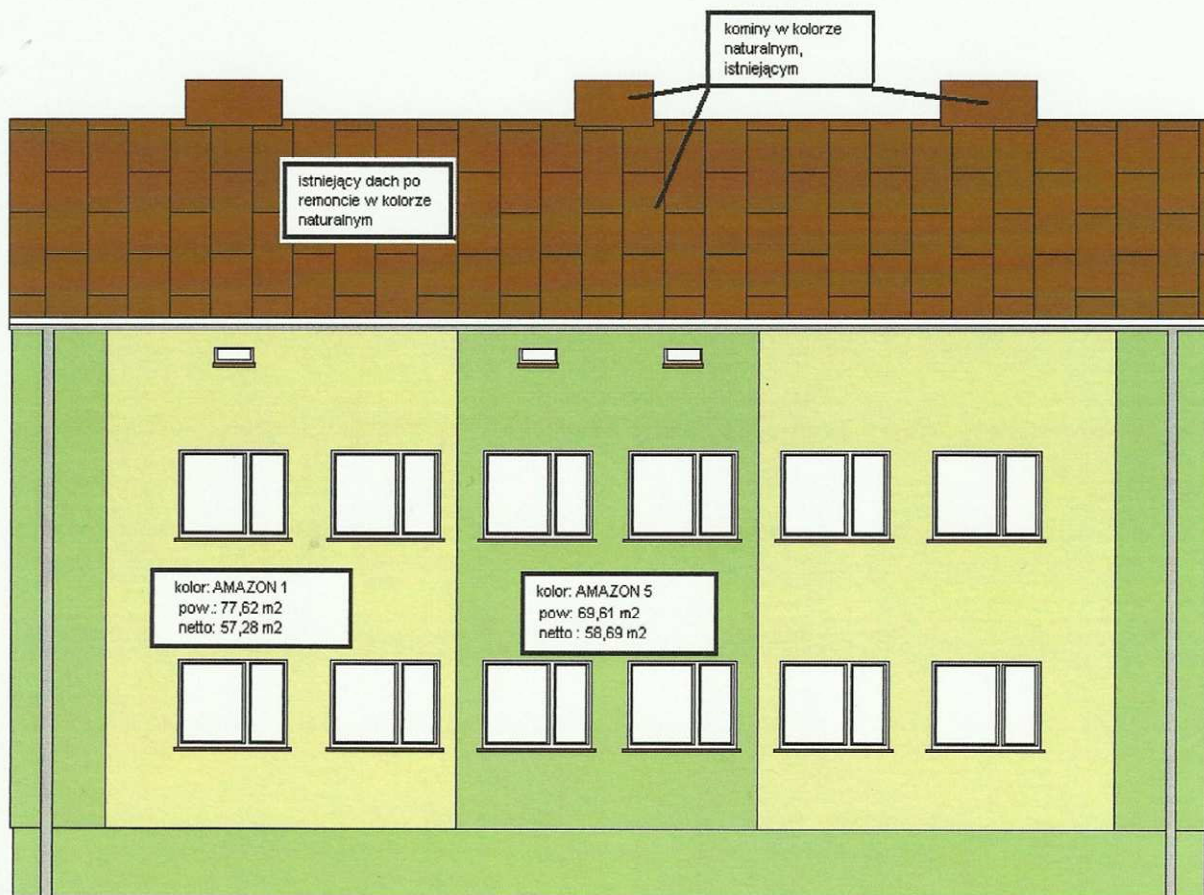 kominy w kolorze
naturalnym,
istniejącym
istniejący dach po
remoncie w kolorze
naturalnym
kolor: AMAZON 1
pow.: 77,62 m2
netto: 57,28 m2
kolor: AMAZON 5
pow: 69,61 m2
netto : 58,69 m2